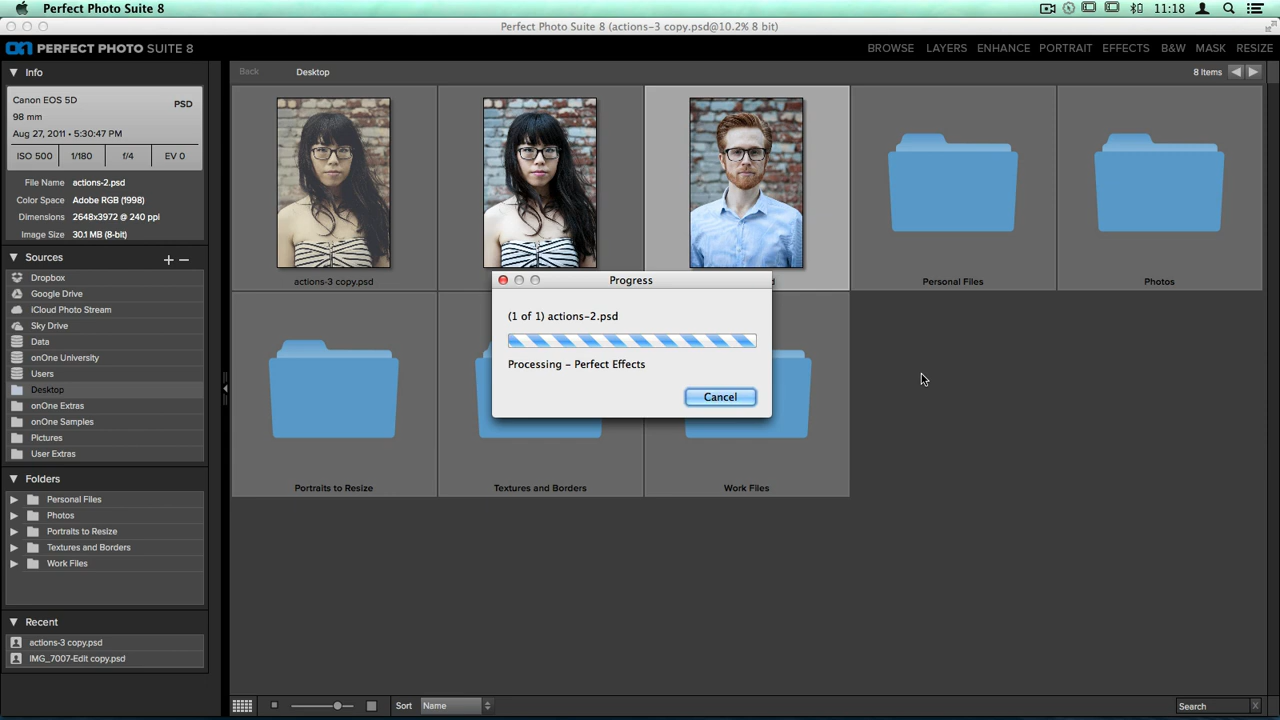 Perfect Photo Suite 8
11:18
Perfect Photo Suite 8 (actions-3 copy.psd@10.2% 8 bit)
on PERFECT PHOTO SUITE 8
BROWSE LAYERS ENHANCE PORTRAIT EFFECTS B&W MASK RESIZE
Info
Canon EOS 5D
PSD
98 mm
Aug 27, 2011 • 5:30:47 PM
ISO 500 1/180 f/4 EV 0
File Name actions-2.psd
Color Space Adobe RGB (1998)
Dimensions 2648x3972 @ 240 ppi
Image Size 30.1 MB (8-bit)
Sources + −
Dropbox
Google Drive
iCloud Photo Stream
Sky Drive
Data
onOne University
Users
Desktop
onOne Extras
onOne Samples
Pictures
User Extras
Folders
Personal Files
Photos
Portraits to Resize
Textures and Borders
Work Files
Recent
actions-3 copy.psd
IMG_7007-Edit copy.psd
Back Desktop 8 Items
actions-3 copy.psd
Personal Files
Photos
Portraits to Resize
Textures and Borders
Work Files
Progress
(1 of 1) actions-2.psd
Processing - Perfect Effects
Cancel
Sort Name
Search X